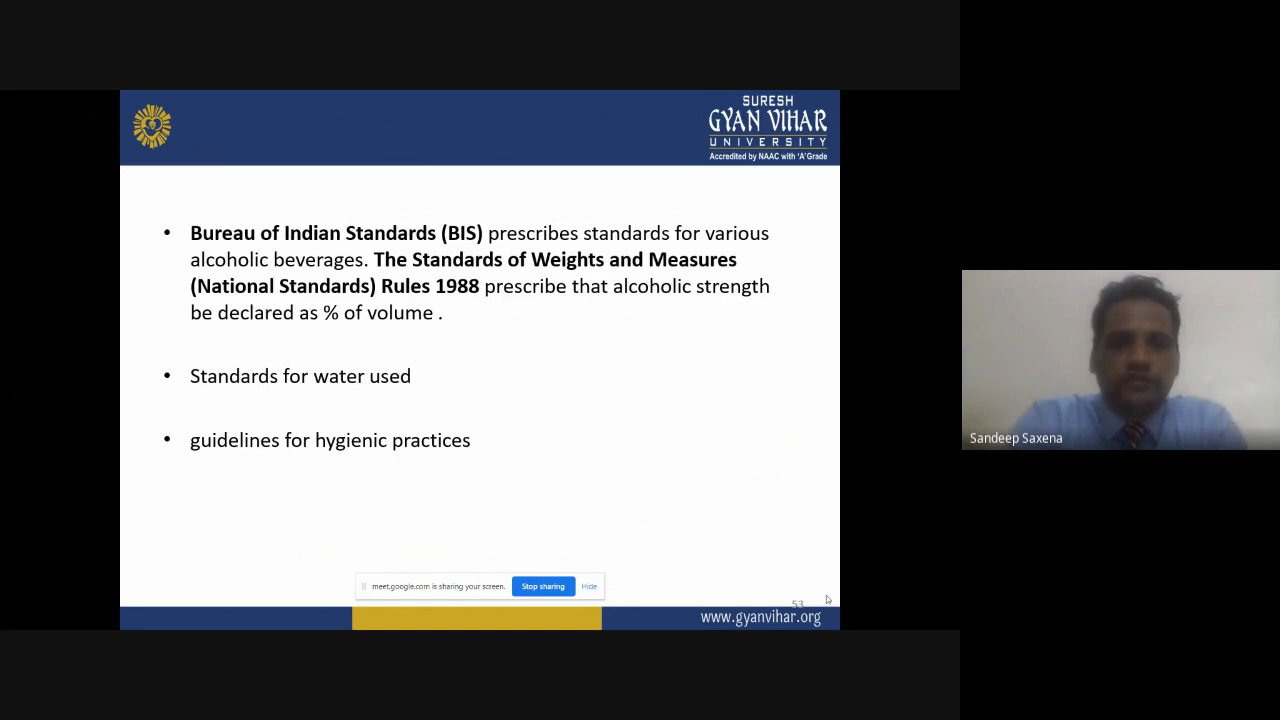 SURESH
GYAN VIHAR
UNIVERSITY
Accredited by NAAC with 'A'Grade
• Bureau of Indian Standards (BIS) prescribes standards for various
alcoholic beverages. The Standards of Weights and Measures
(National Standards) Rules 1988 prescribe that alcoholic strength
be declared as % of volume .
• Standards for water used
• guidelines for hygienic practices
Sandeep Saxena
meet.google.com is sharing your screen. Stop sharing Hide
53
www.gyanvihar.org